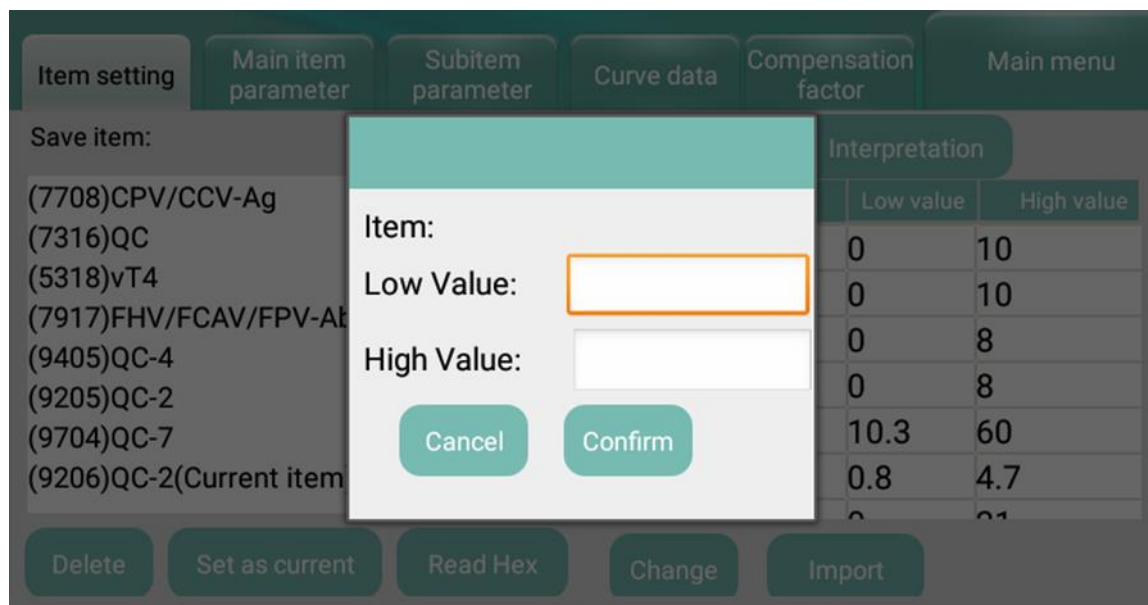 Item setting
Main item parameter
Subitem parameter
Curve data
Compensation factor
Main menu
Save item:
Interpretation
(7708)CPV/CCV-Ag
(7316)QC
(5318)vT4
(7917)FHV/FCAV/FPV-Ab
(9405)QC-4
(9205)QC-2
(9704)QC-7
(9206)QC-2(Current item
Item:
Low Value:
High Value:
Cancel Confirm
Low value High value
0 10
0 10
0 8
0 8
10.3 60
0.8 4.7
Delete Set as current Read Hex Change Import